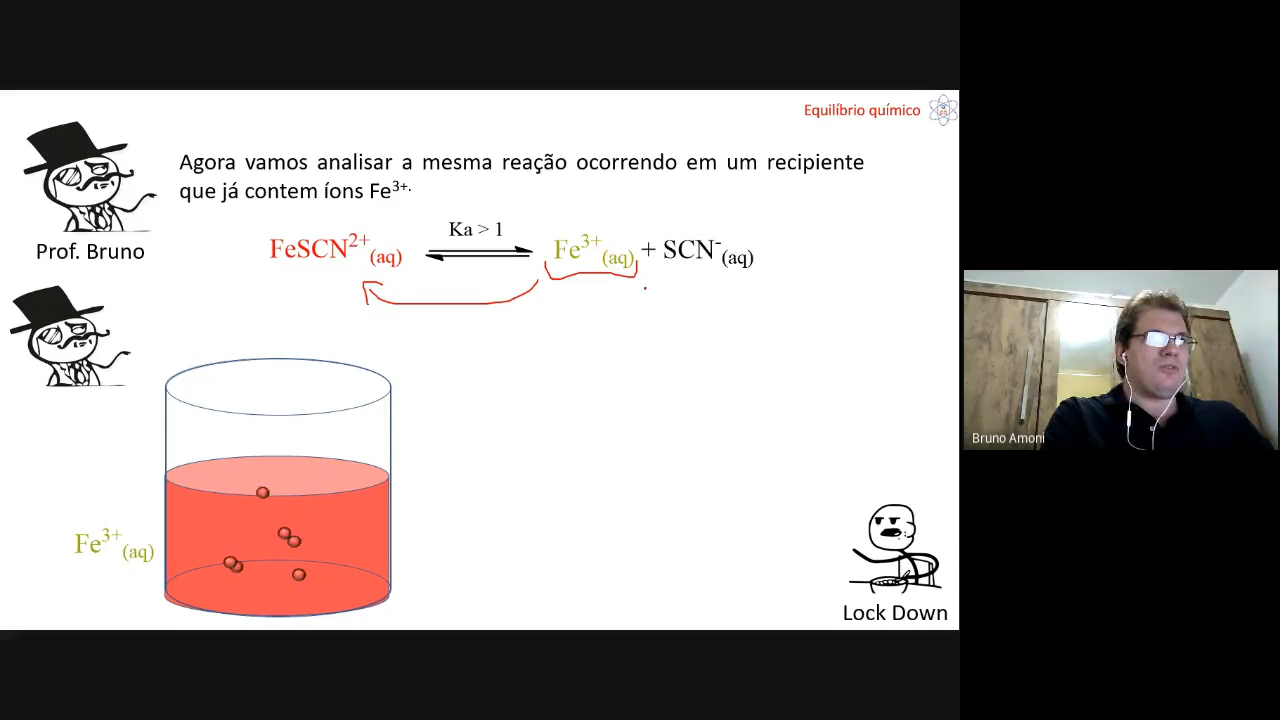 Equilíbrio químico
Agora vamos analisar a mesma reação ocorrendo em um recipiente
que já contem íons Fe³⁺.
Prof. Bruno
Ka > 1
FeSCN²⁺(aq) ⇌ Fe³⁺(aq) + SCN⁻(aq)
Bruno Amoni
Fe³⁺(aq)
Lock Down